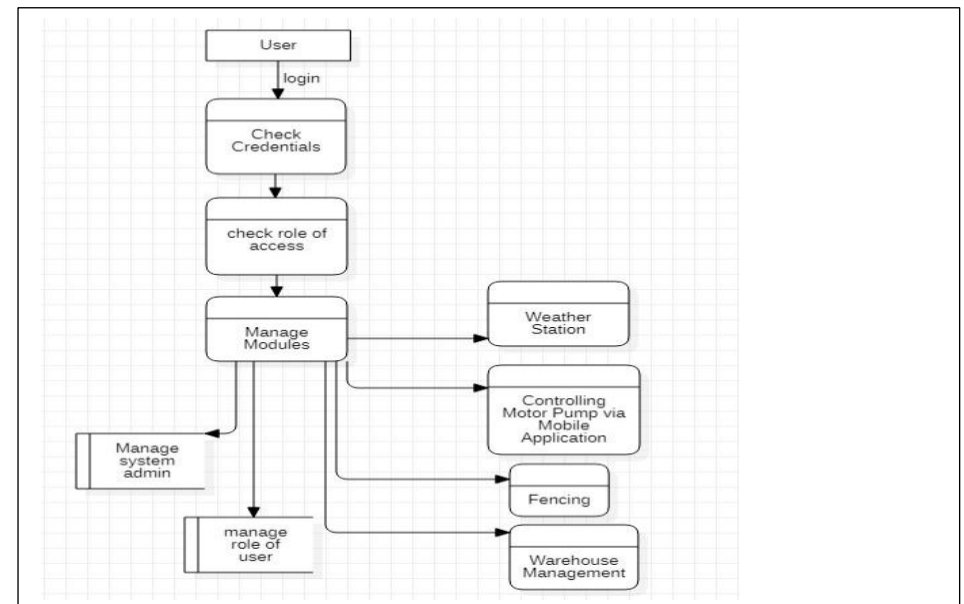 User
login
Check
Credentials
check role of
access
Manage
Modules
Weather
Station
Controlling
Motor Pump via
Mobile
Application
Manage
system
admin
Fencing
manage
role of
user
Warehouse
Management